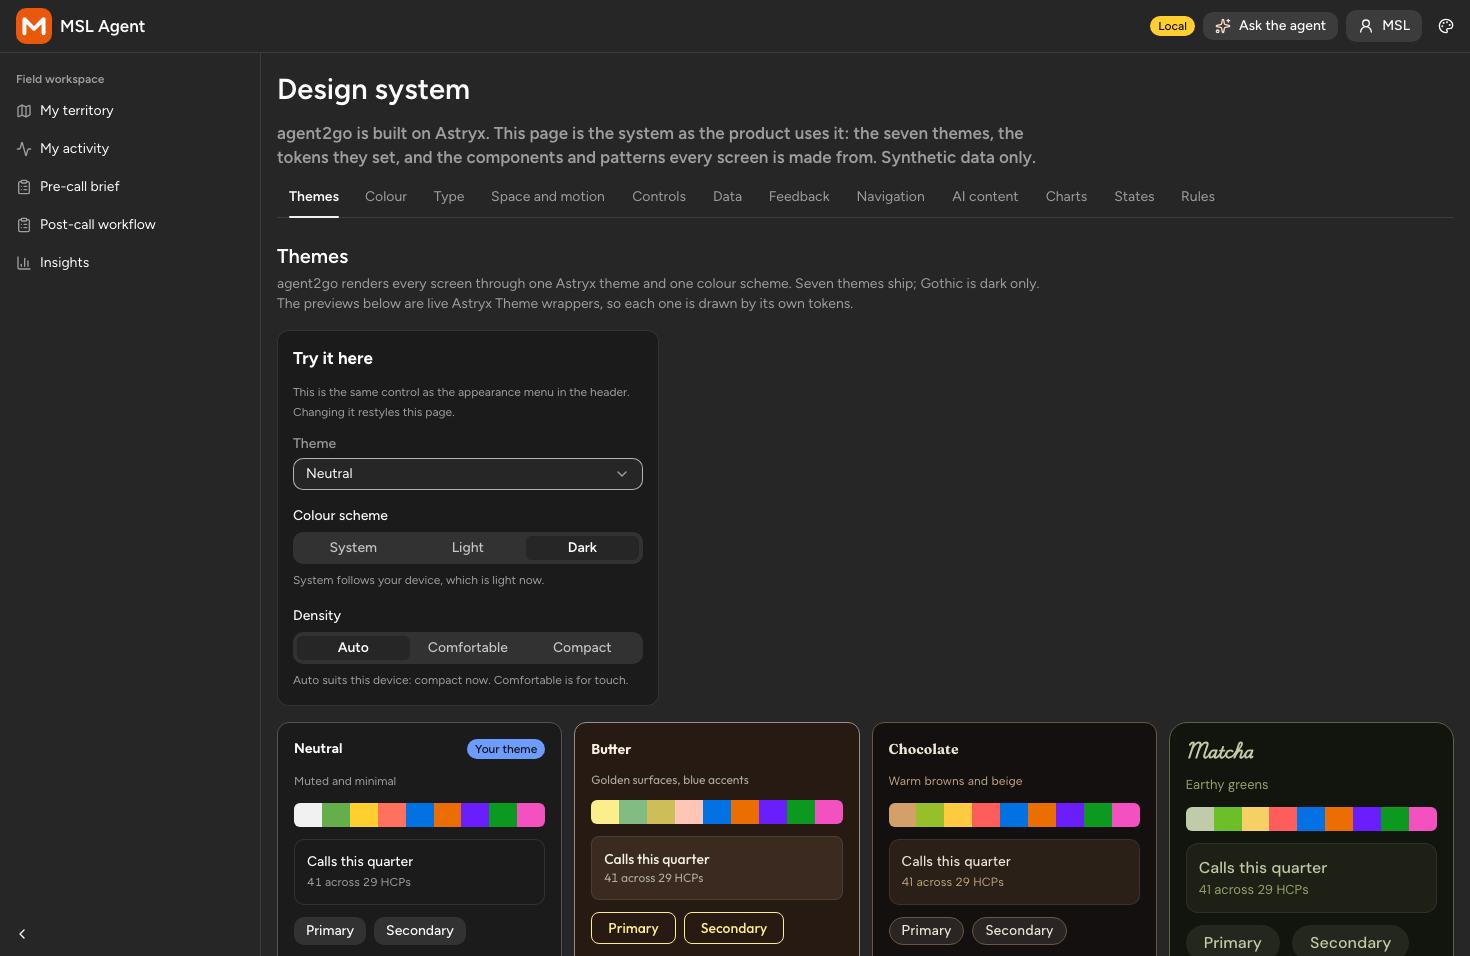 MSL Agent
Local
Ask the agent
MSL
Field workspace
My territory
My activity
Pre-call brief
Post-call workflow
Insights
Design system
agent2go is built on Astryx. This page is the system as the product uses it: the seven themes, the
tokens they set, and the components and patterns every screen is made from. Synthetic data only.
Themes
Colour
Type
Space and motion
Controls
Data
Feedback
Navigation
AI content
Charts
States
Rules
Themes
agent2go renders every screen through one Astryx theme and one colour scheme. Seven themes ship; Gothic is dark only.
The previews below are live Astryx Theme wrappers, so each one is drawn by its own tokens.
Try it here
This is the same control as the appearance menu in the header.
Changing it restyles this page.
Theme
Neutral
Colour scheme
System
Light
Dark
System follows your device, which is light now.
Density
Auto
Comfortable
Compact
Auto suits this device: compact now. Comfortable is for touch.
Neutral
Your theme
Muted and minimal
Calls this quarter
41 across 29 HCPs
Primary
Secondary
Butter
Golden surfaces, blue accents
Calls this quarter
41 across 29 HCPs
Primary
Secondary
Chocolate
Warm browns and beige
Calls this quarter
41 across 29 HCPs
Primary
Secondary
Matcha
Earthy greens
Calls this quarter
41 across 29 HCPs
Primary
Secondary